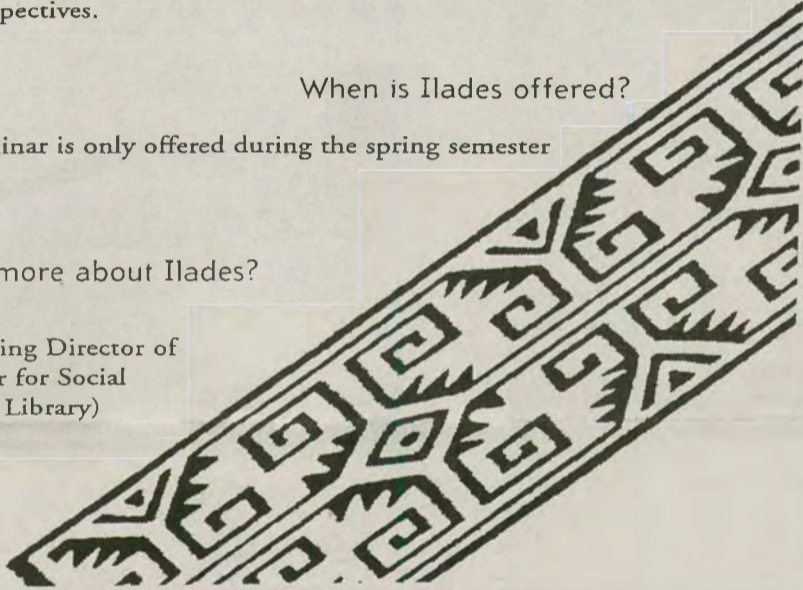 pectives.
When is Ilades offered?
inar is only offered during the spring semester
more about Ilades?
ing Director of
r for Social
Library)